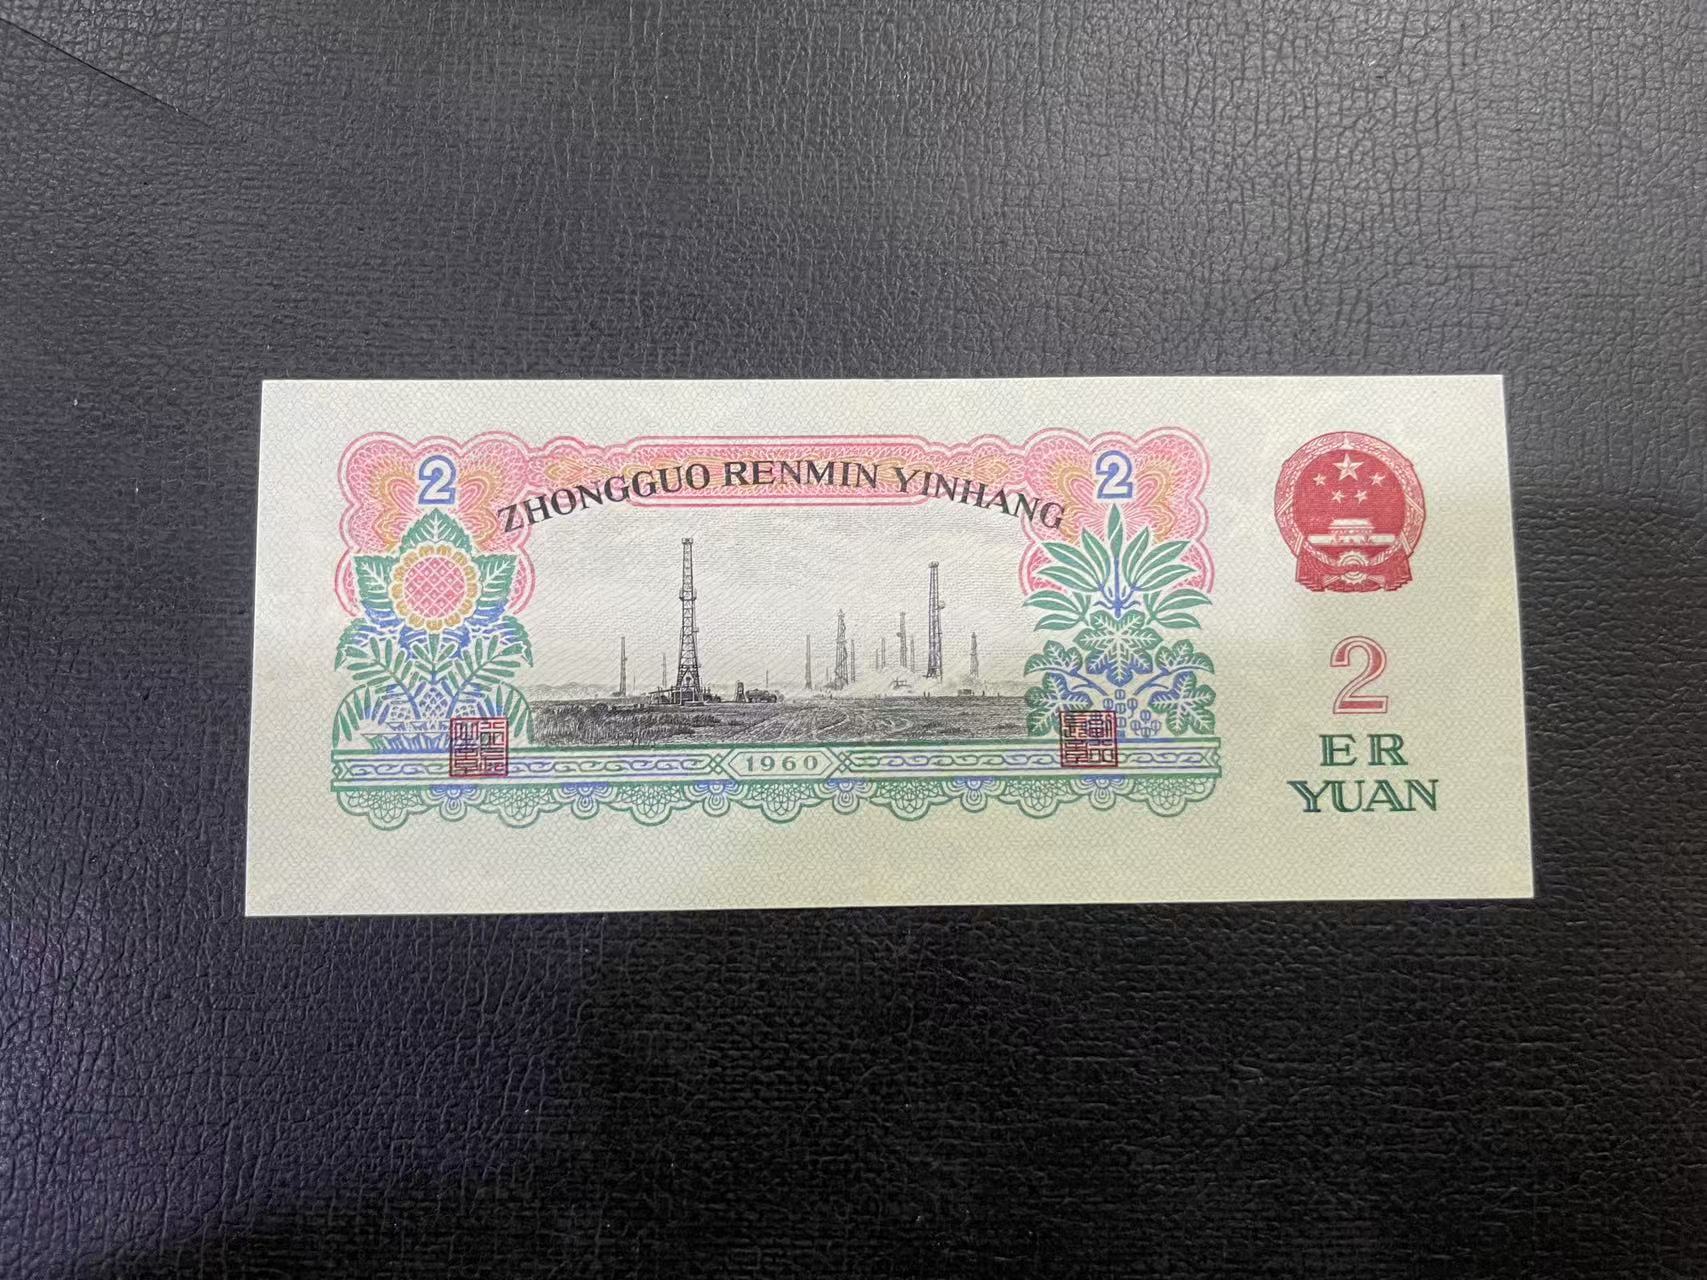 2
ZHONGGUO RENMIN YINHANG
2
1960
2
ER
YUAN